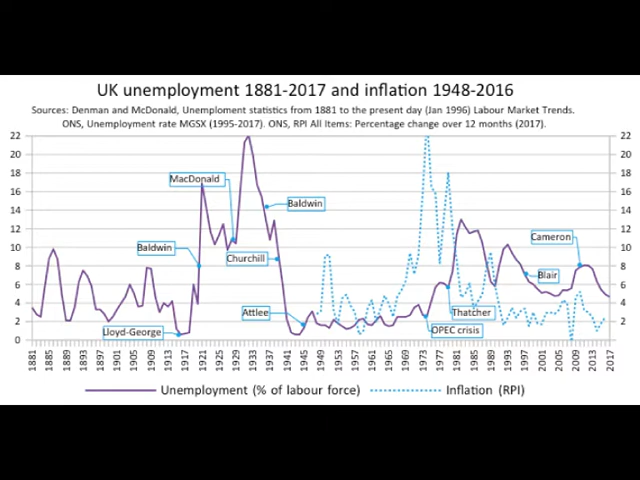 UK unemployment 1881-2017 and inflation 1948-2016
Sources: Denman and McDonald, Unemploment statistics from 1881 to the present day (Jan 1996) Labour Market Trends.
ONS, Unemployment rate MGSX (1995-2017). ONS, RPI All Items: Percentage change over 12 months (2017).
22 22
20 20
18 18
MacDonald
16 16
Baldwin
14 14
12 12
Cameron
Baldwin
10 10
Churchill
8 8
Blair
6 6
4 4
Attlee
Thatcher
2 2
Lloyd-George
OPEC crisis
0
1881 1885 1889 1893 1897 1901 1905 1909 1913 1917 1921 1925 1929 1933 1937 1941 1945 1949 1953 1957 1961 1965 1969 1973 1977 1981 1985 1989 1993 1997 2001 2005 2009 2013 2017
Unemployment (% of labour force) Inflation (RPI)